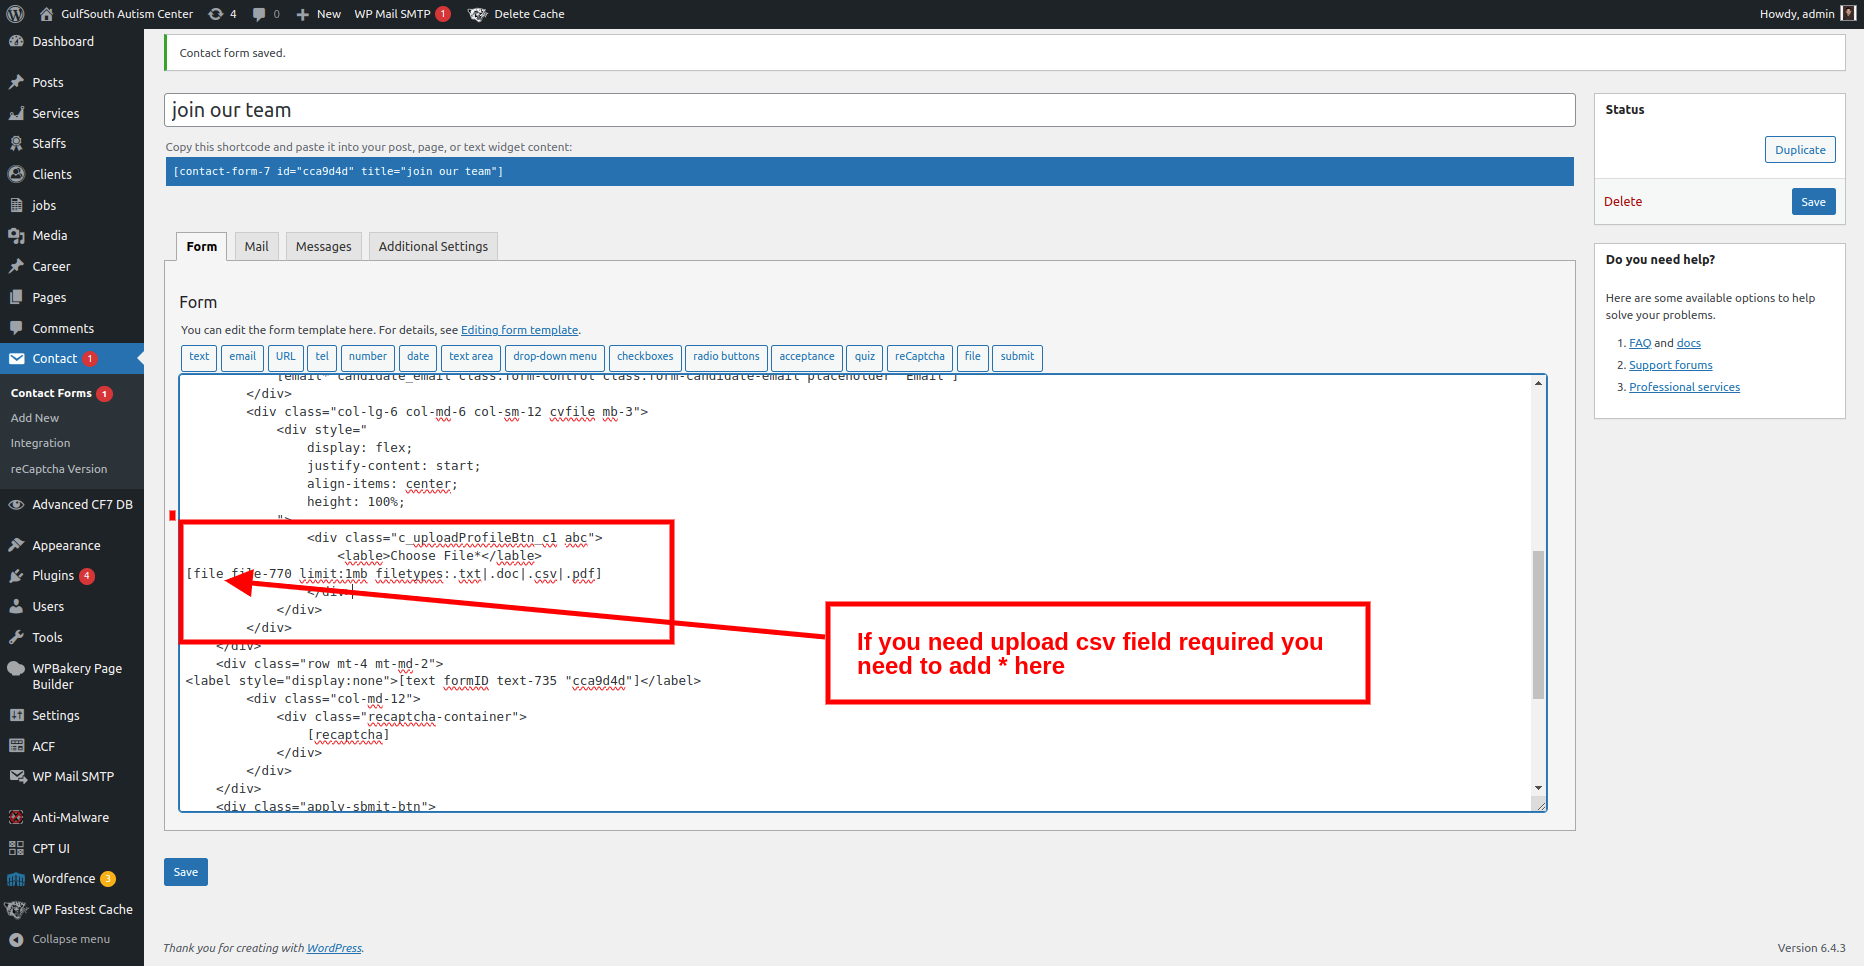 GulfSouth Autism Center 4 0 New WP Mail SMTP 1 Delete Cache Howdy, admin
Dashboard
Posts
Services
Staffs
Clients
jobs
Media
Career
Pages
Comments
Contact 1
Contact Forms 1
Add New
Integration
reCaptcha Version
Advanced CF7 DB
Appearance
Plugins 4
Users
Tools
WPBakery Page
Builder
Settings
ACF
WP Mail SMTP
Anti-Malware
CPT UI
Wordfence 3
WP Fastest Cache
Collapse menu
Contact form saved.
join our team
Copy this shortcode and paste it into your post, page, or text widget content:
[contact-form-7 id="cca9d4d" title="join our team"]
Form Mail Messages Additional Settings
Form
You can edit the form template here. For details, see Editing form template.
text email URL tel number date text area drop-down menu checkboxes radio buttons acceptance quiz reCaptcha file submit
[email* candidate_email class:form-control class:form-candidate-email placeholder "Email"]
</div>
<div class="col-lg-6 col-md-6 col-sm-12 cvfile mb-3">
<div style="
display: flex;
justify-content: start;
align-items: center;
height: 100%;
">
<div class="c_uploadProfileBtn_c1 abc">
<lable>Choose File*</lable>
[file file-770 limit:1mb filetypes:.txt|.doc|.csv|.pdf]
</div>
</div>
</div>
</div>
<div class="row mt-4 mt-md-2">
<label style="display:none">[text formID text-735 "cca9d4d"]</label>
<div class="col-md-12">
<div class="recaptcha-container">
[recaptcha]
</div>
</div>
</div>
<div class="apply-sbmit-btn">
If you need upload csv field required you
need to add * here
Save
Status
Duplicate
Delete Save
Do you need help?
Here are some available options to help
solve your problems.
1. FAQ and docs
2. Support forums
3. Professional services
Thank you for creating with WordPress.
Version 6.4.3